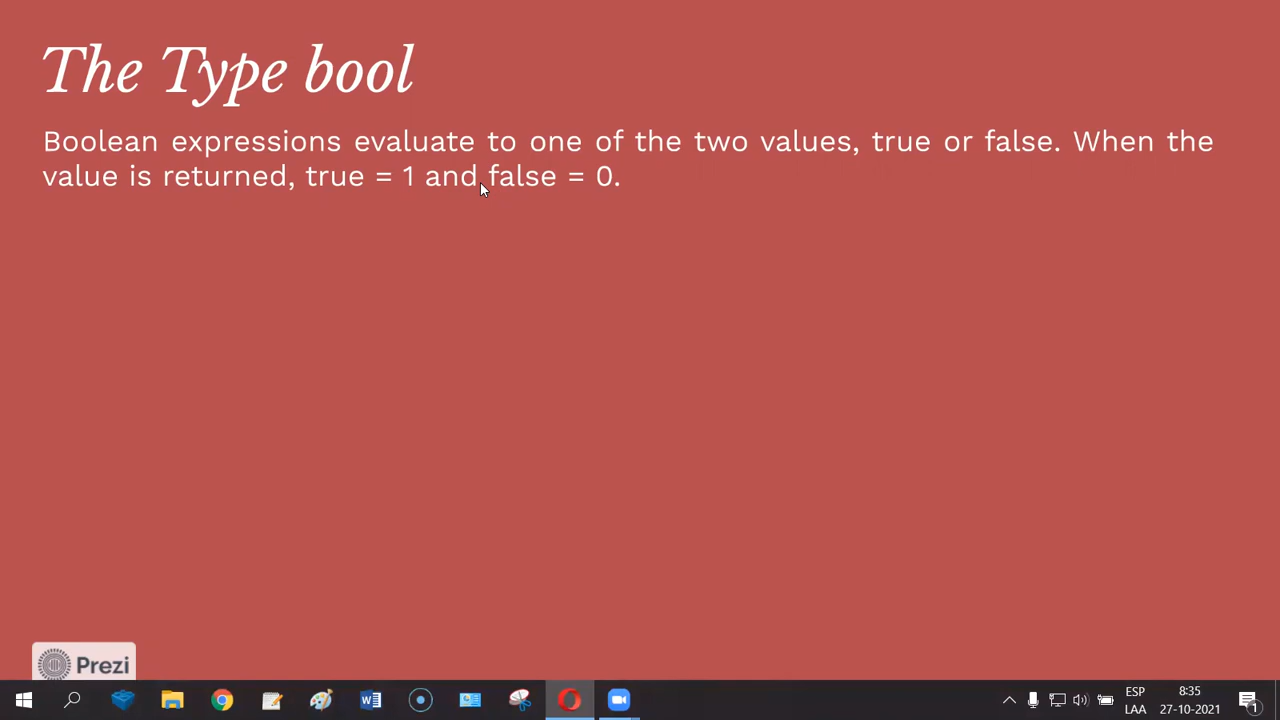 The Type bool
Boolean expressions evaluate to one of the two values, true or false. When the
value is returned, true = 1 and false = 0.
Prezi
ESP
LAA
8:35
27-10-2021
1